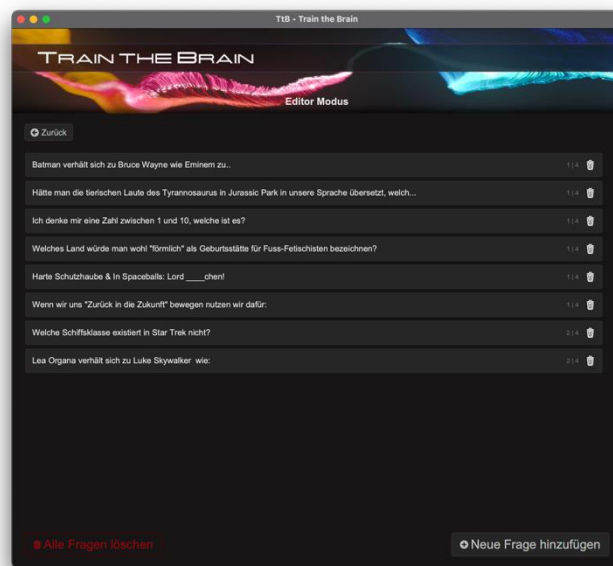 TtB - Train the Brain
TRAIN THE BRAIN
Editor Modus
Zurück
Batman verhält sich zu Bruce Wayne wie Eminem zu.. 1|4
Hätte man die tierischen Laute des Tyrannosaurus in Jurassic Park in unsere Sprache übersetzt, welch... 1|4
Ich denke mir eine Zahl zwischen 1 und 10, welche ist es? 1|4
Welches Land würde man wohl "förmlich" als Geburtsstätte für Fuss-Fetischisten bezeichnen? 1|4
Harte Schutzhaube & In Spaceballs: Lord ____chen! 1|4
Wenn wir uns "Zurück in die Zukunft" bewegen nutzen wir dafür: 1|4
Welche Schiffsklasse existiert in Star Trek nicht? 2|4
Lea Organa verhält sich zu Luke Skywalker  wie: 2|4
Alle Fragen löschen
Neue Frage hinzufügen